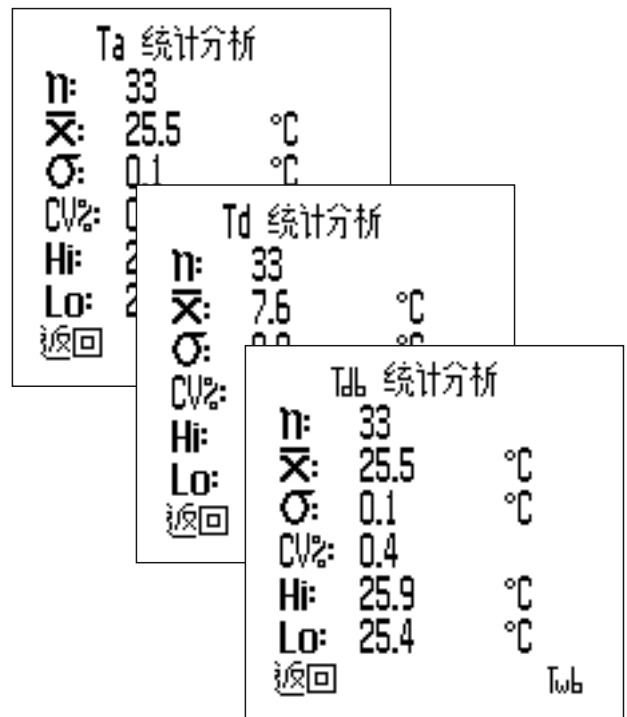 Ta 统计分析
n: 33
x̅: 25.5 °C
σ: 0.1 °C
CV%:
Hi: 2
Lo: 2
返回
Td 统计分析
n: 33
x̅: 7.6 °C
σ: °C
CV%:
Hi:
Lo:
返回
Tdb 统计分析
n: 33
x̅: 25.5 °C
σ: 0.1 °C
CV%: 0.4
Hi: 25.9 °C
Lo: 25.4 °C
返回 Twb